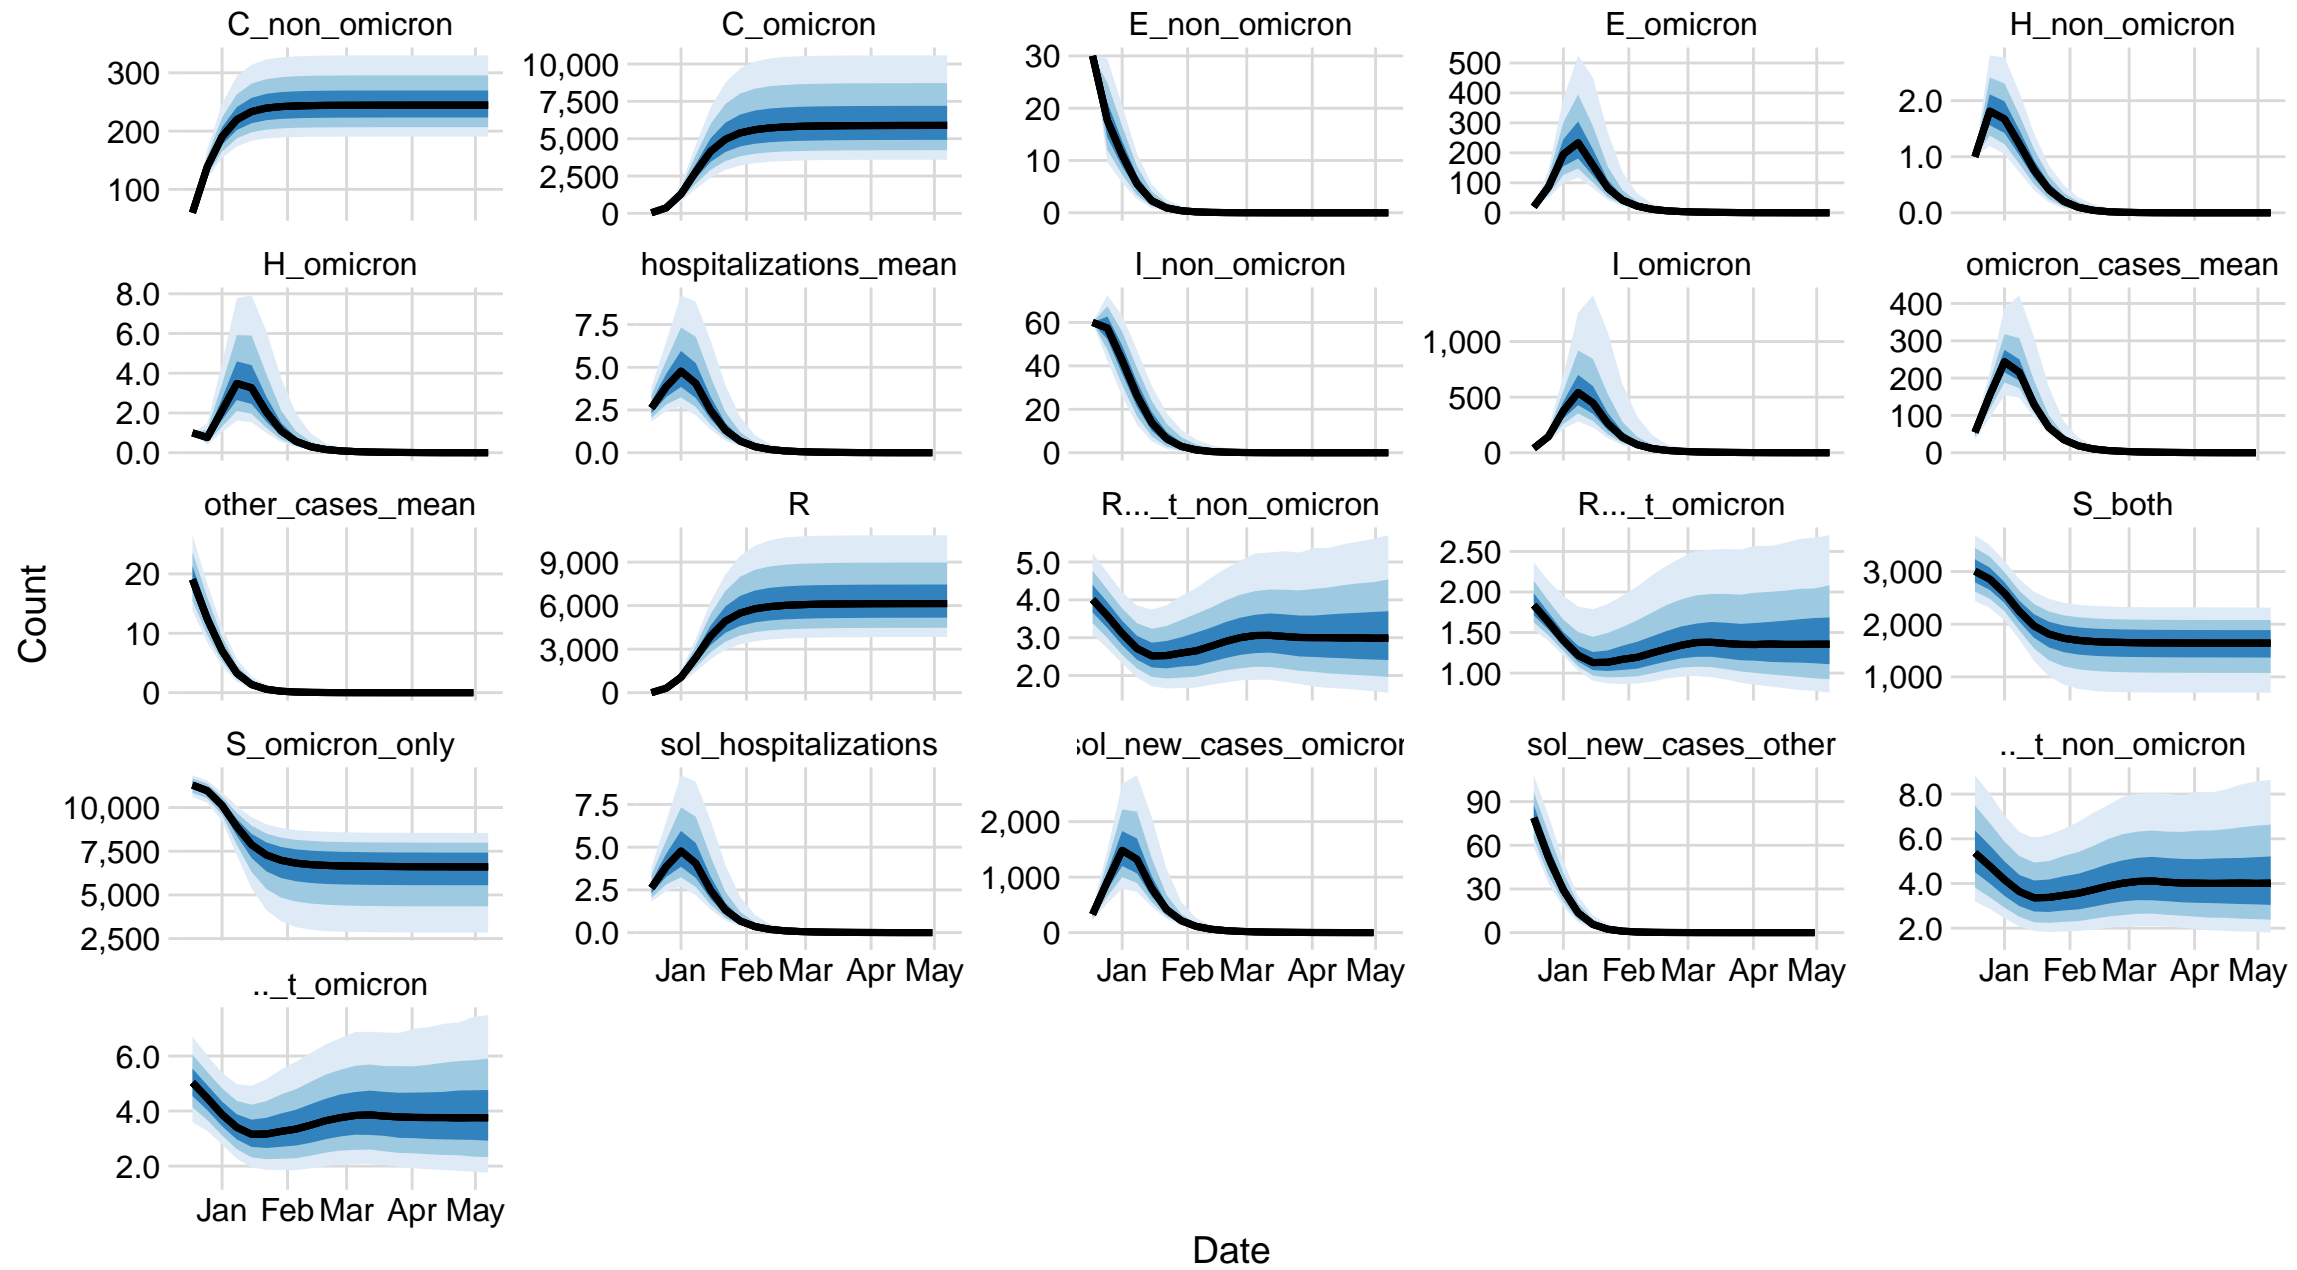 C_non_omicron C_omicron E_non_omicron E_omicron H_non_omicron
300 200 100
10,000 7,500 5,000 2,500 0
30 20 10 0
500 400 300 200 100 0
2.0 1.0 0.0
H_omicron hospitalizations_mean I_non_omicron I_omicron omicron_cases_mean
8.0 6.0 4.0 2.0 0.0
7.5 5.0 2.5 0.0
60 40 20 0
1,000 500 0
400 300 200 100 0
other_cases_mean R R..._t_non_omicron R..._t_omicron S_both
20 10 0
9,000 6,000 3,000 0
5.0 4.0 3.0 2.0
2.50 2.00 1.50 1.00
3,000 2,000 1,000
S_omicron_only sol_hospitalizations sol_new_cases_omicron sol_new_cases_other .._t_non_omicron
10,000 7,500 5,000 2,500
7.5 5.0 2.5 0.0
2,000 1,000 0
90 60 30 0
8.0 6.0 4.0 2.0
Jan Feb Mar Apr May
Jan Feb Mar Apr May
Jan Feb Mar Apr May
Jan Feb Mar Apr May
.._t_omicron
6.0 4.0 2.0
Jan Feb Mar Apr May
Count
Date